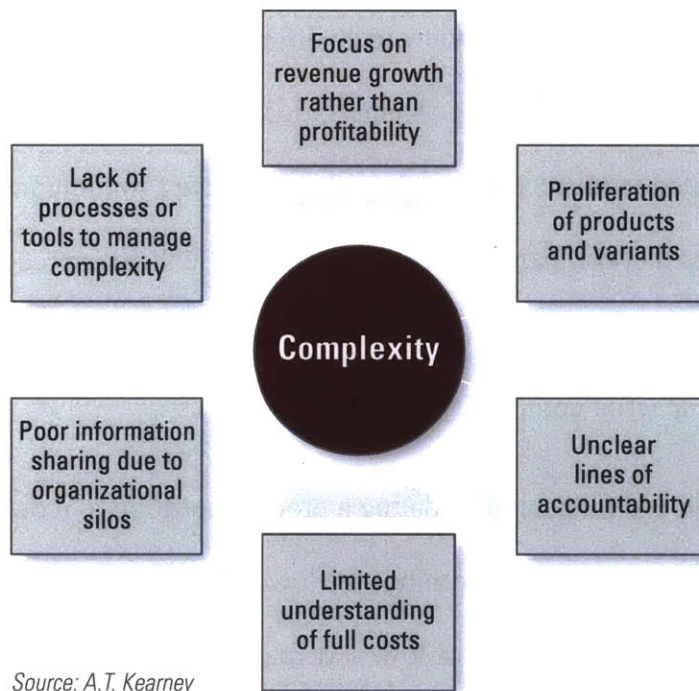 Focus on
revenue growth
rather than
profitability
Lack of
processes or
tools to manage
complexity
Proliferation
of products
and variants
Complexity
Poor information
sharing due to
organizational
silos
Unclear
lines of
accountability
Limited
understanding
of full costs
Source: A.T. Kearney